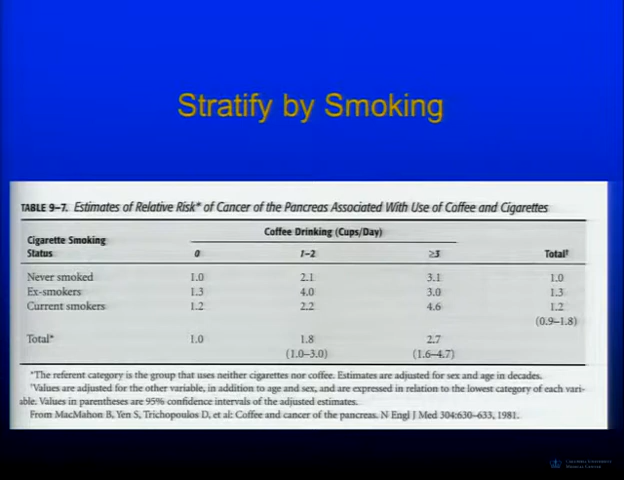 Stratify by Smoking
TABLE 9–7. Estimates of Relative Risk* of Cancer of the Pancreas Associated With Use of Coffee and Cigarettes
Coffee Drinking (Cups/Day)
Cigarette Smoking
Status 0 1–2 ≥3 Total†
Never smoked 1.0 2.1 3.1 1.0
Ex-smokers 1.3 4.0 3.0 1.3
Current smokers 1.2 2.2 4.6 1.2
(0.9–1.8)
Total* 1.0 1.8 2.7
(1.0–3.0) (1.6–4.7)
*The referent category is the group that uses neither cigarettes nor coffee. Estimates are adjusted for sex and age in decades.
†Values are adjusted for the other variable, in addition to age and sex, and are expressed in relation to the lowest category of each vari-
able. Values in parentheses are 95% confidence intervals of the adjusted estimates.
From MacMahon B, Yen S, Trichopoulos D, et al: Coffee and cancer of the pancreas. N Engl J Med 304:630–633, 1981.
Columbia University
Medical Center